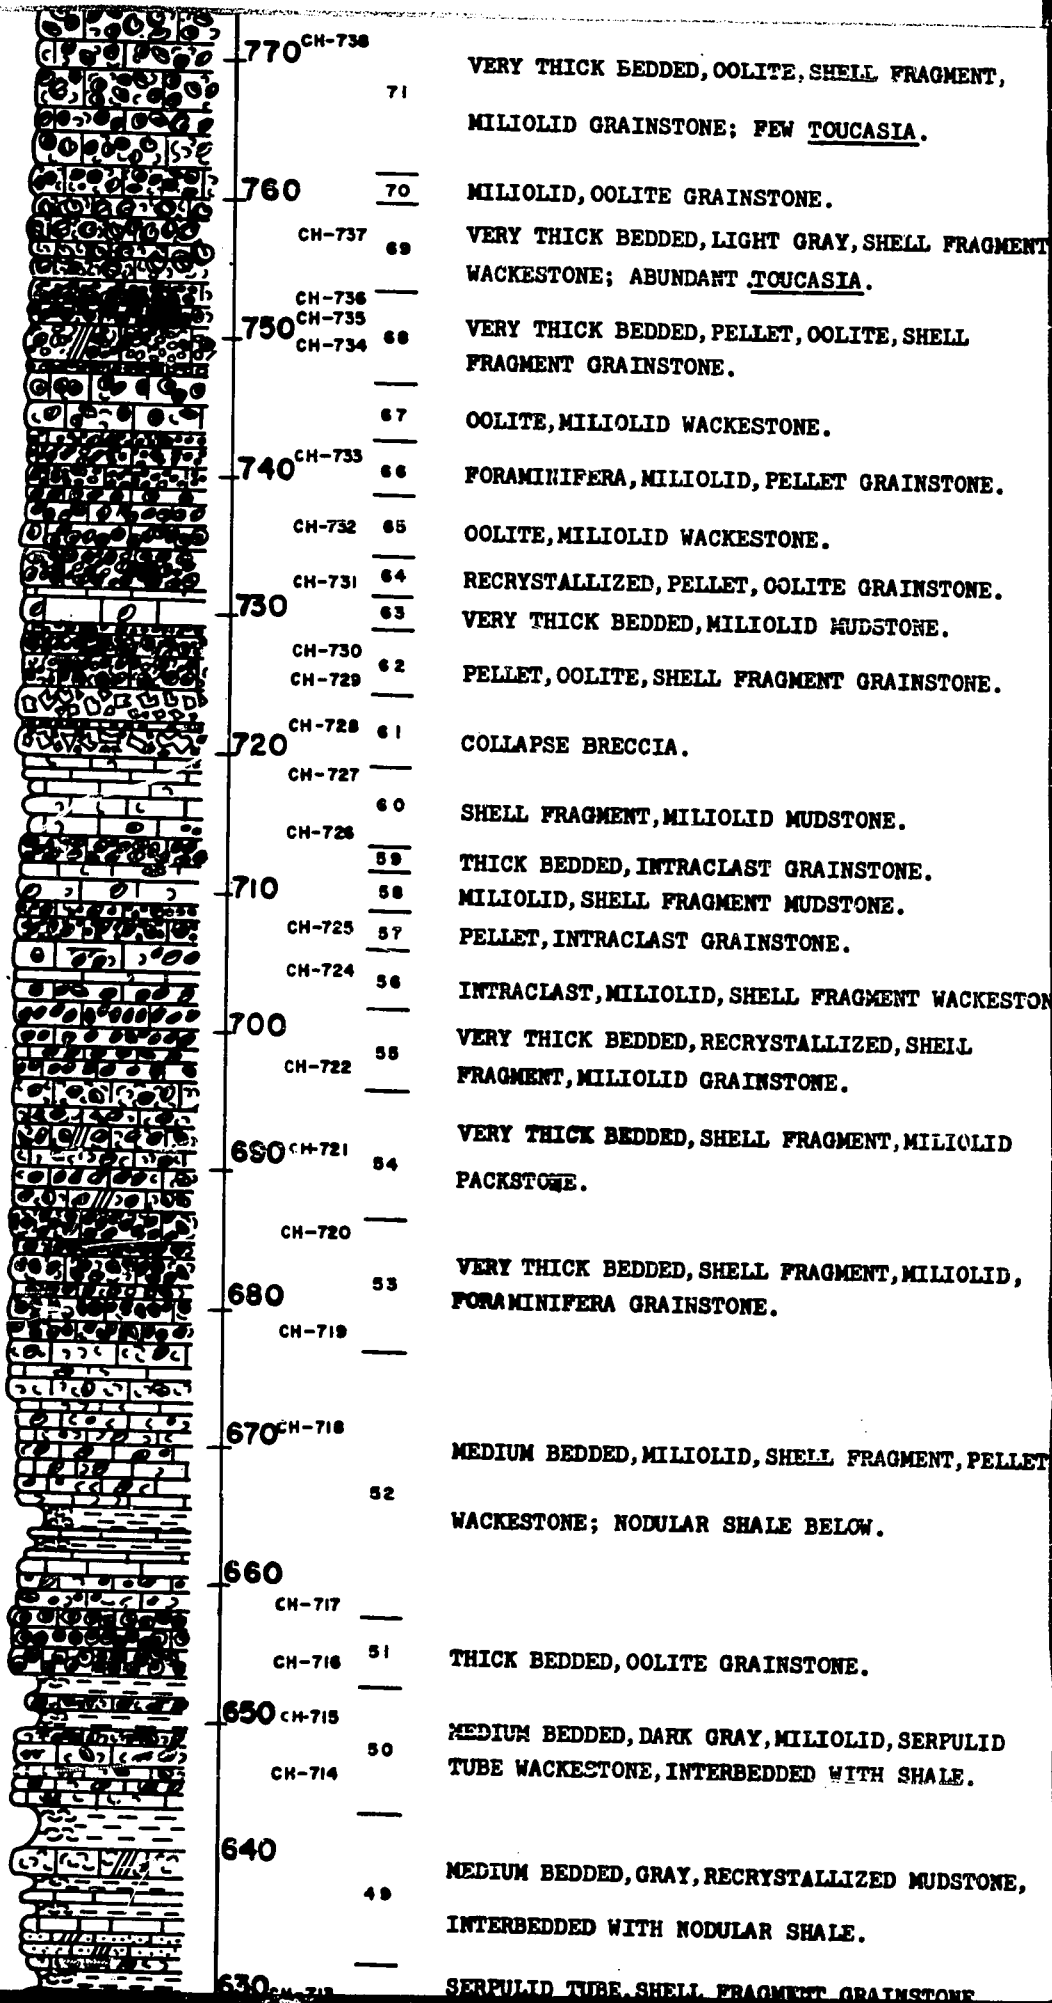 770 CH-738
VERY THICK BEDDED, OOLITE, SHELL FRAGMENT,
71
MILIOLID GRAINSTONE; FEW TOUCASIA.
760 70 MILIOLID, OOLITE GRAINSTONE.
CH-737 69 VERY THICK BEDDED, LIGHT GRAY, SHELL FRAGMENT
WACKESTONE; ABUNDANT TOUCASIA.
CH-736
750 CH-735
CH-734 68 VERY THICK BEDDED, PELLET, OOLITE, SHELL
FRAGMENT GRAINSTONE.
67 OOLITE, MILIOLID WACKESTONE.
740 CH-733 66 FORAMINIFERA, MILIOLID, PELLET GRAINSTONE.
CH-732 65 OOLITE, MILIOLID WACKESTONE.
CH-731 64 RECRYSTALLIZED, PELLET, OOLITE GRAINSTONE.
730 63 VERY THICK BEDDED, MILIOLID MUDSTONE.
CH-730
CH-729 62 PELLET, OOLITE, SHELL FRAGMENT GRAINSTONE.
720 CH-728 61 COLLAPSE BRECCIA.
CH-727
60 SHELL FRAGMENT, MILIOLID MUDSTONE.
CH-726
59 THICK BEDDED, INTRACLAST GRAINSTONE.
710 58 MILIOLID, SHELL FRAGMENT MUDSTONE.
CH-725 57 PELLET, INTRACLAST GRAINSTONE.
CH-724 56 INTRACLAST, MILIOLID, SHELL FRAGMENT WACKESTON
700
55 VERY THICK BEDDED, RECRYSTALLIZED, SHELL
CH-722 FRAGMENT, MILIOLID GRAINSTONE.
690 CH-721 54 VERY THICK BEDDED, SHELL FRAGMENT, MILIOLID
PACKSTONE.
CH-720
680 53 VERY THICK BEDDED, SHELL FRAGMENT, MILIOLID,
FORAMINIFERA GRAINSTONE.
CH-719
670 CH-718
MEDIUM BEDDED, MILIOLID, SHELL FRAGMENT, PELLET
52
WACKESTONE; NODULAR SHALE BELOW.
660
CH-717
CH-716 51 THICK BEDDED, OOLITE GRAINSTONE.
650 CH-715
50 MEDIUM BEDDED, DARK GRAY, MILIOLID, SERPULID
CH-714 TUBE WACKESTONE, INTERBEDDED WITH SHALE.
640
49 MEDIUM BEDDED, GRAY, RECRYSTALLIZED MUDSTONE,
INTERBEDDED WITH NODULAR SHALE.
630 CH-713 SERPULID TUBE, SHELL FRAGMENT GRAINSTONE